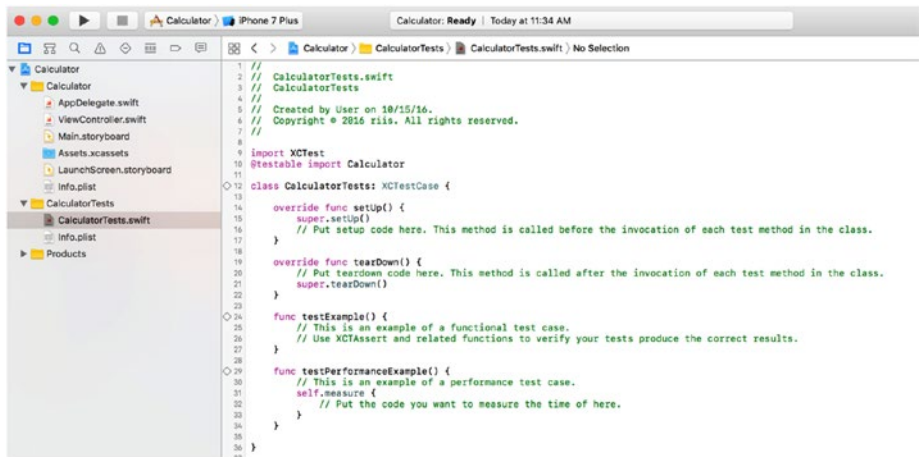 Calculator
iPhone 7 Plus
Calculator: Ready | Today at 11:34 AM
Calculator
CalculatorTests
CalculatorTests.swift
No Selection
Calculator
Calculator
AppDelegate.swift
ViewController.swift
Main.storyboard
Assets.xcassets
LaunchScreen.storyboard
Info.plist
CalculatorTests
CalculatorTests.swift
Info.plist
Products
1 //
2 // CalculatorTests.swift
3 // CalculatorTests
4 //
5 // Created by User on 10/15/16.
6 // Copyright © 2016 riis. All rights reserved.
7 //
8
9 import XCTest
10 @testable import Calculator
11
12 class CalculatorTests: XCTestCase {
13
14 override func setUp() {
15 super.setUp()
16 // Put setup code here. This method is called before the invocation of each test method in the class.
17 }
18
19 override func tearDown() {
20 // Put teardown code here. This method is called after the invocation of each test method in the class.
21 super.tearDown()
22 }
23
24 func testExample() {
25 // This is an example of a functional test case.
26 // Use XCTAssert and related functions to verify your tests produce the correct results.
27 }
28
29 func testPerformanceExample() {
30 // This is an example of a performance test case.
31 self.measure {
32 // Put the code you want to measure the time of here.
33 }
34 }
35
36 }